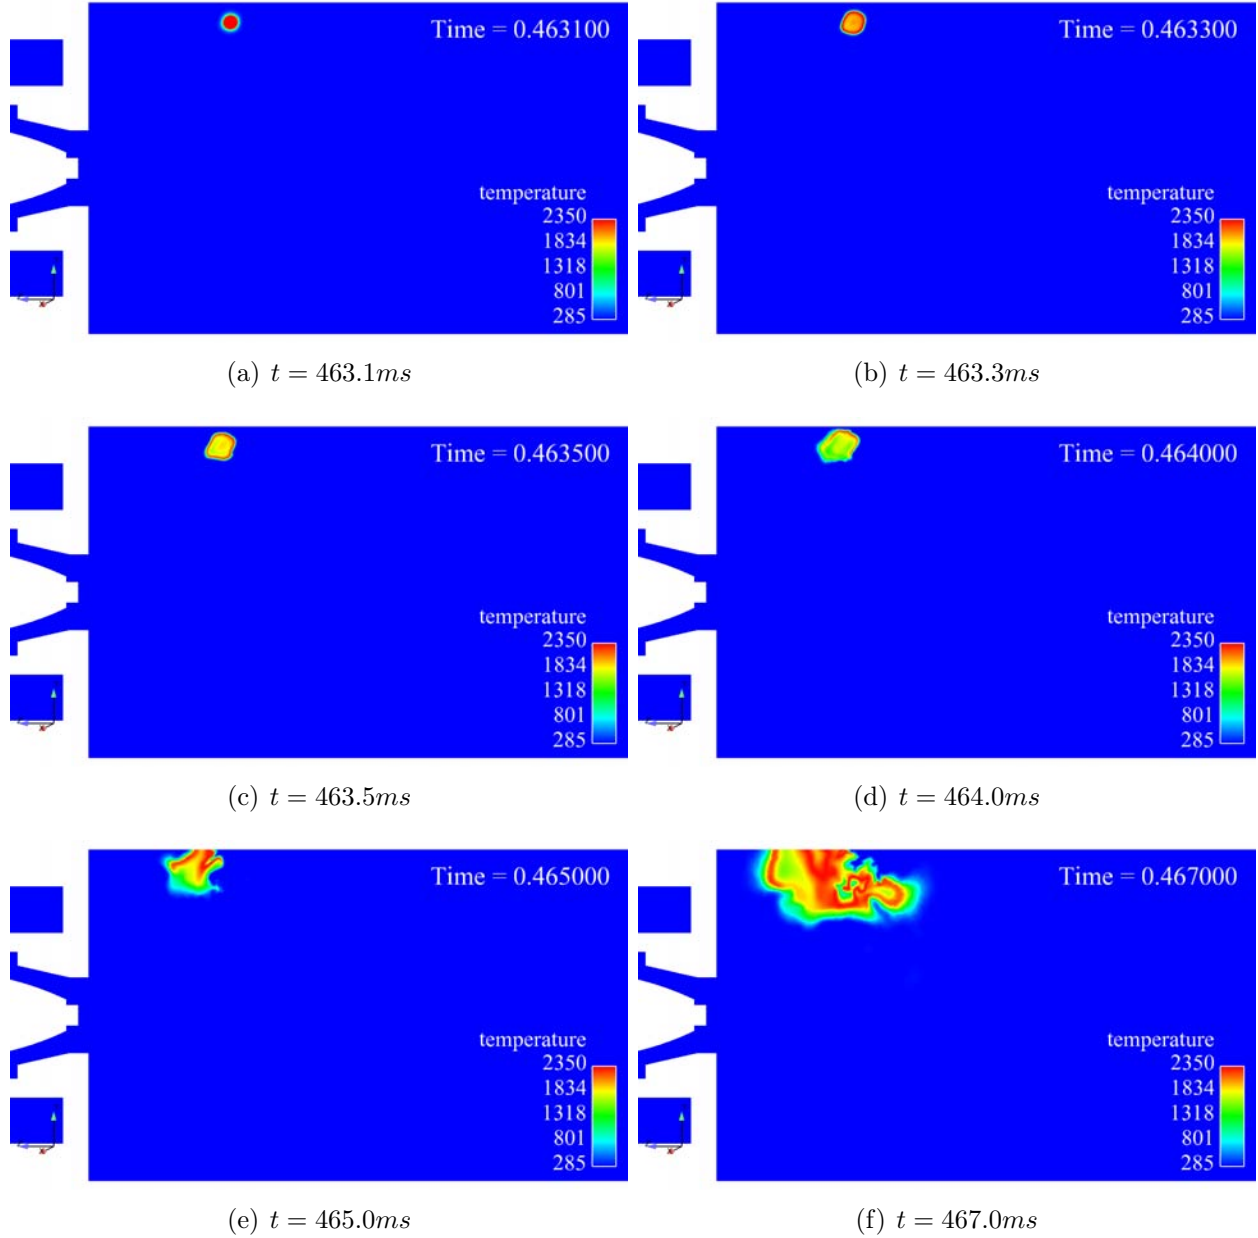 Time = 0.463100
temperature
2350
1834
1318
801
285
(a) t = 463.1ms
Time = 0.463300
temperature
2350
1834
1318
801
285
(b) t = 463.3ms
Time = 0.463500
temperature
2350
1834
1318
801
285
(c) t = 463.5ms
Time = 0.464000
temperature
2350
1834
1318
801
285
(d) t = 464.0ms
Time = 0.465000
temperature
2350
1834
1318
801
285
(e) t = 465.0ms
Time = 0.467000
temperature
2350
1834
1318
801
285
(f) t = 467.0ms